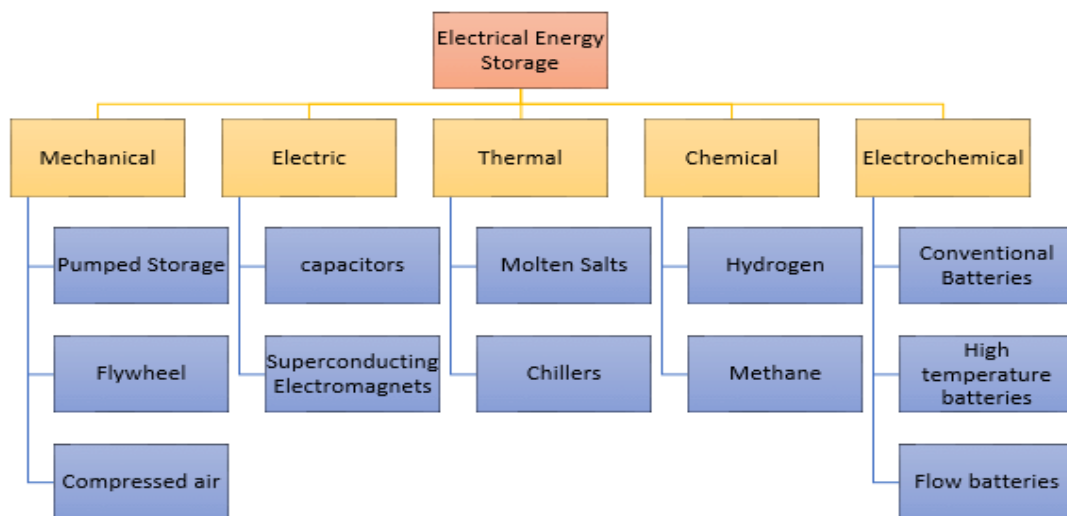 Electrical Energy
Storage
Mechanical
Electric
Thermal
Chemical
Electrochemical
Pumped Storage
capacitors
Molten Salts
Hydrogen
Conventional
Batteries
Flywheel
Superconducting
Electromagnets
Chillers
Methane
High
temperature
batteries
Compressed air
Flow batteries